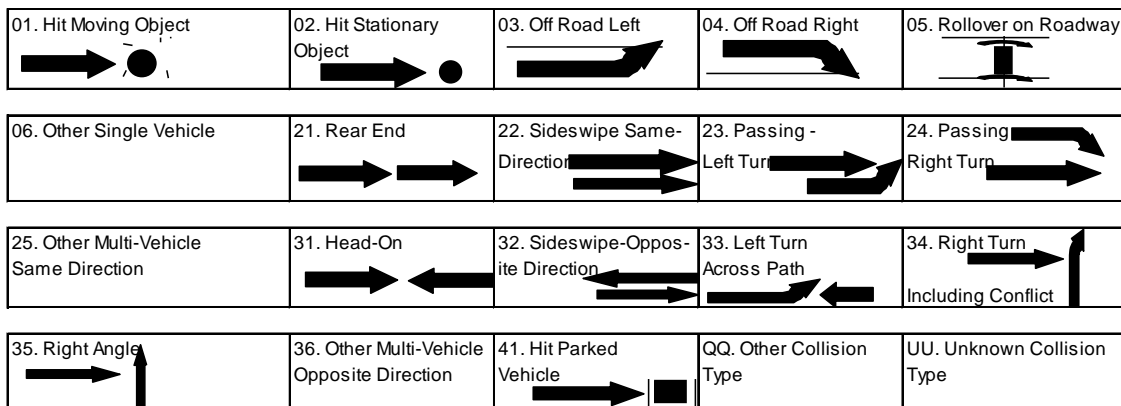 01. Hit Moving Object
02. Hit Stationary
Object
03. Off Road Left
04. Off Road Right
05. Rollover on Roadway
06. Other Single Vehicle
21. Rear End
22. Sideswipe Same-
Direction
23. Passing -
Left Turn
24. Passing
Right Turn
25. Other Multi-Vehicle
Same Direction
31. Head-On
32. Sideswipe-Oppos-
ite Direction
33. Left Turn
Across Path
34. Right Turn
Including Conflict
35. Right Angle
36. Other Multi-Vehicle
Opposite Direction
41. Hit Parked
Vehicle
QQ. Other Collision
Type
UU. Unknown Collision
Type